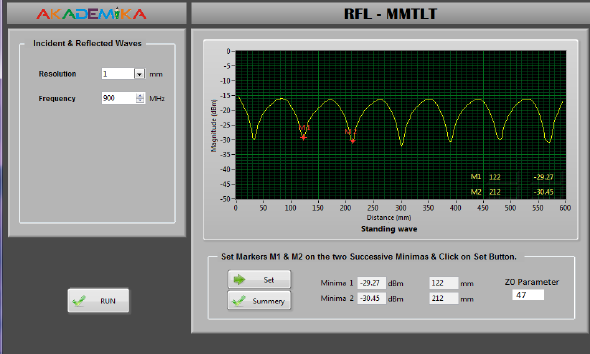 AKADEMIKA
RFL - MMTLT
Incident & Reflected Waves
Resolution 1 mm
Frequency 900 MHz
RUN
0-
-5-
-10-
-15-
-20-
-25-
-30-
-35-
-40-
-45-
-50-
Magnitude (dBm)
M1
M1 122 -29.27
M2 212 -30.45
0 50 100 150 200 250 300 350 400 450 500 550 600
Distance (mm)
Standing wave
Set Markers M1 & M2 on the two Successive Minimas & Click on Set Button.
Set
Summery
Minima 1 -29.27 dBm 122 mm
Minima 2 -30.45 dBm 212 mm
Z0 Parameter
47